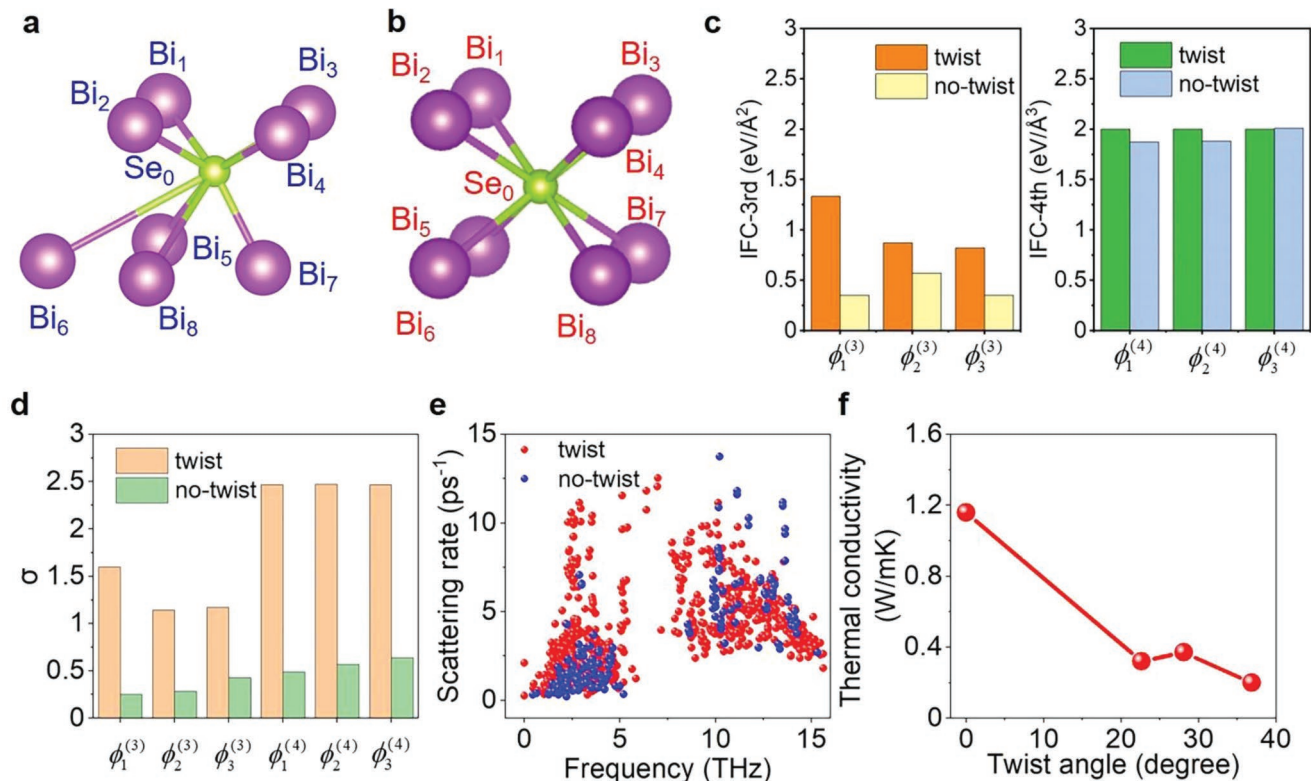 a
Bi1
Bi2
Bi3
Se0
Bi4
Bi5
Bi7
Bi6
Bi8
b
Bi1
Bi2
Bi3
Se0
Bi4
Bi5
Bi7
Bi6
Bi8
c
twist
no-twist
IFC-3rd (eV/Å²)
3
2.5
2
1.5
1
0.5
0
ϕ₁⁽³⁾ ϕ₂⁽³⁾ ϕ₃⁽³⁾
twist
no-twist
IFC-4th (eV/Å³)
3
2.5
2
1.5
1
0.5
0
ϕ₁⁽⁴⁾ ϕ₂⁽⁴⁾ ϕ₃⁽⁴⁾
d
twist
no-twist
σ
3
2.5
2
1.5
1
0.5
0
ϕ₁⁽³⁾ ϕ₂⁽³⁾ ϕ₃⁽³⁾ ϕ₁⁽⁴⁾ ϕ₂⁽⁴⁾ ϕ₃⁽⁴⁾
e
twist
no-twist
Scattering rate (ps⁻¹)
15
10
5
0
0 5 10 15
Frequency (THz)
f
Thermal conductivity
(W/mK)
1.6
1.2
0.8
0.4
0
0 10 20 30 40
Twist angle (degree)